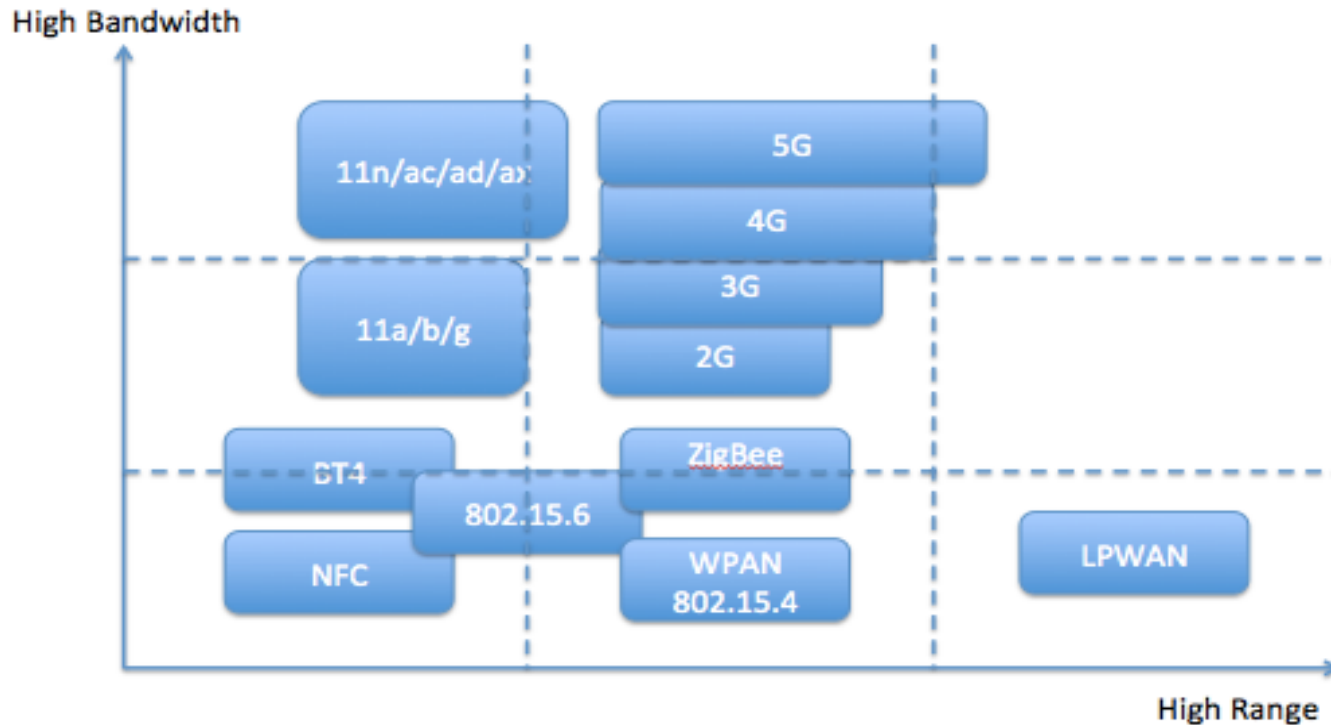 High Bandwidth
11n/ac/ad/ax
5G
4G
3G
11a/b/g
2G
BT4
ZigBee
802.15.6
NFC
WPAN
802.15.4
LPWAN
High Range